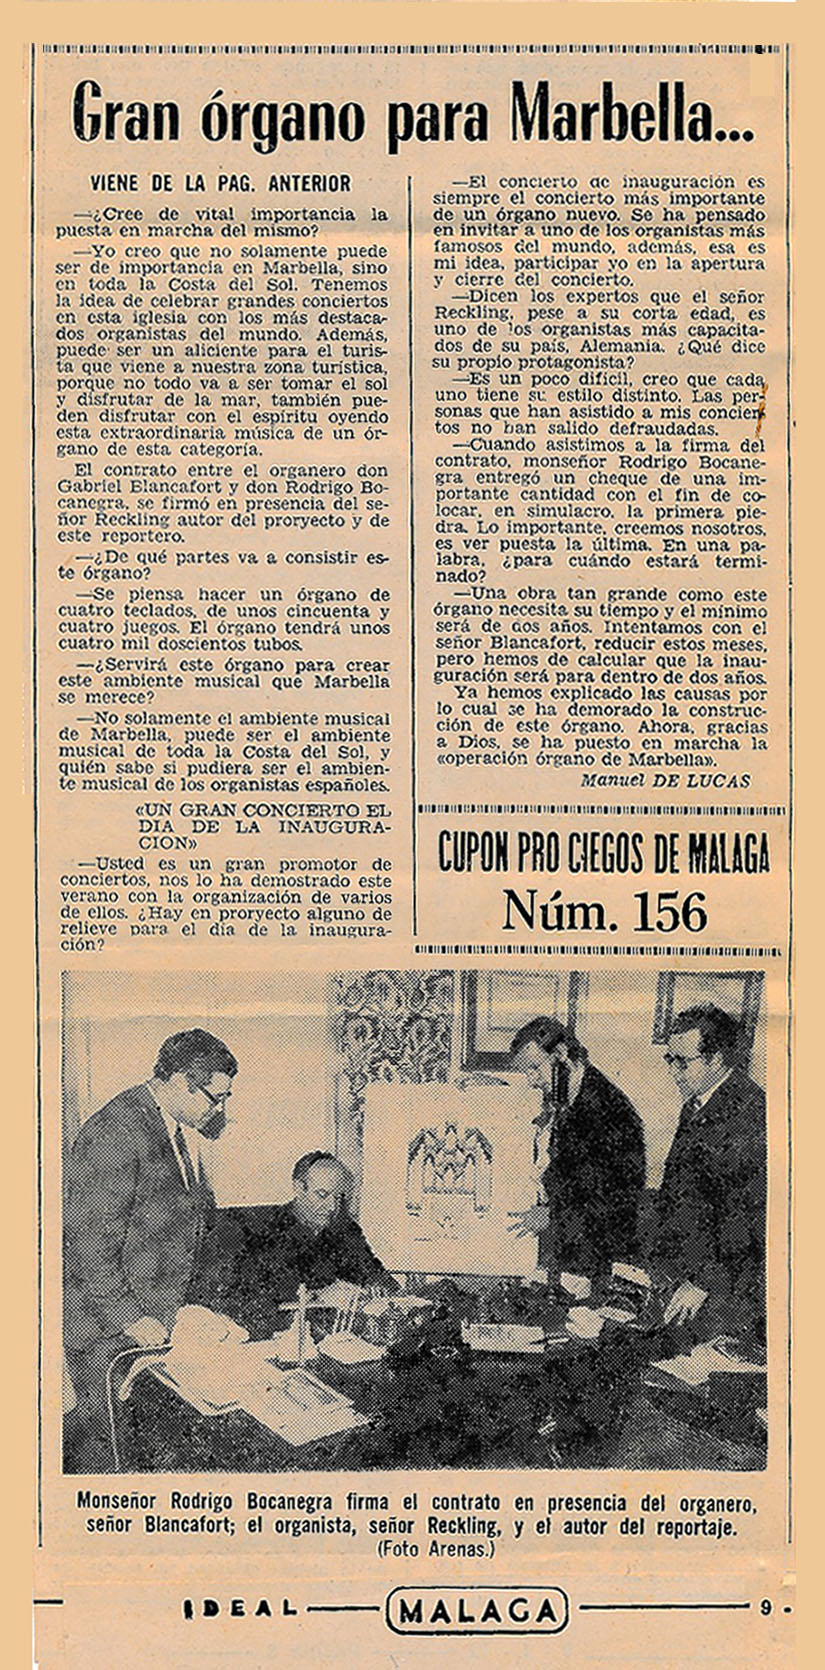 Gran órgano para Marbella...
VIENE DE LA PAG. ANTERIOR
—¿Cree de vital importancia la
puesta en marcha del mismo?
—Yo creo que no solamente puede
ser de importancia en Marbella, sino
en toda la Costa del Sol. Tenemos
la idea de celebrar grandes conciertos
en esta iglesia con los más destaca-
dos organistas del mundo. Además,
puede ser un aliciente para el turis-
ta que viene a nuestra zona turística,
porque no todo va a ser tomar el sol
y disfrutar de la mar, también pue-
den disfrutar con el espíritu oyendo
esta extraordinaria música de un ór-
gano de esta categoría.
El contrato entre el organero don
Gabriel Blancafort y don Rodrigo Bo-
canegra, se firmó en presencia del se-
ñor Reckling autor del proryecto y de
este reportero.
—¿De qué partes va a consistir es-
te órgano?
—Se piensa hacer un órgano de
cuatro teclados, de unos cincuenta y
cuatro juegos. El órgano tendrá unos
cuatro mil doscientos tubos.
—¿Servirá este órgano para crear
este ambiente musical que Marbella
se merece?
—No solamente el ambiente musical
de Marbella, puede ser el ambiente
musical de toda la Costa del Sol, y
quién sabe si pudiera ser el ambien-
te musical de los organistas españoles.
«UN GRAN CONCIERTO EL
DIA DE LA INAUGURA-
CION»
—Usted es un gran promotor de
conciertos, nos lo ha demostrado este
verano con la organización de varios
de ellos. ¿Hay en proryecto alguno de
relieve para el día de la inaugura-
ción?
—El concierto de inauguración es
siempre el concierto más importante
de un órgano nuevo. Se ha pensado
en invitar a uno de los organistas más
famosos del mundo, además, esa es
mi idea, participar yo en la apertura
y cierre del concierto.
—Dicen los expertos que el señor
Reckling, pese a su corta edad, es
uno de los organistas más capacita-
dos de su país, Alemania. ¿Qué dice
su propio protagonista?
—Es un poco difícil, creo que cada
uno tiene su estilo distinto. Las per-
sonas que han asistido a mis concier-
tos no han salido defraudadas.
—Cuando asistimos a la firma del
contrato, monseñor Rodrigo Bocane-
gra entregó un cheque de una im-
portante cantidad con el fin de co-
locar, en simulacro, la primera pie-
dra. Lo importante, creemos nosotros,
es ver puesta la última. En una pa-
labra, ¿para cuándo estará termi-
nado?
—Una obra tan grande como este
órgano necesita su tiempo y el mínimo
será de dos años. Intentamos con el
señor Blancafort, reducir estos meses,
pero hemos de calcular que la inau-
guración será para dentro de dos años.
Ya hemos explicado las causas por
lo cual se ha demorado la construc-
ción de este órgano. Ahora, gracias
a Dios, se ha puesto en marcha la
«operación órgano de Marbella».
Manuel DE LUCAS
CUPON PRO CIEGOS DE MALAGA
Núm. 156
Monseñor Rodrigo Bocanegra firma el contrato en presencia del organero,
señor Blancafort; el organista, señor Reckling, y el autor del reportaje.
(Foto Arenas.)
IDEAL — MALAGA — 9